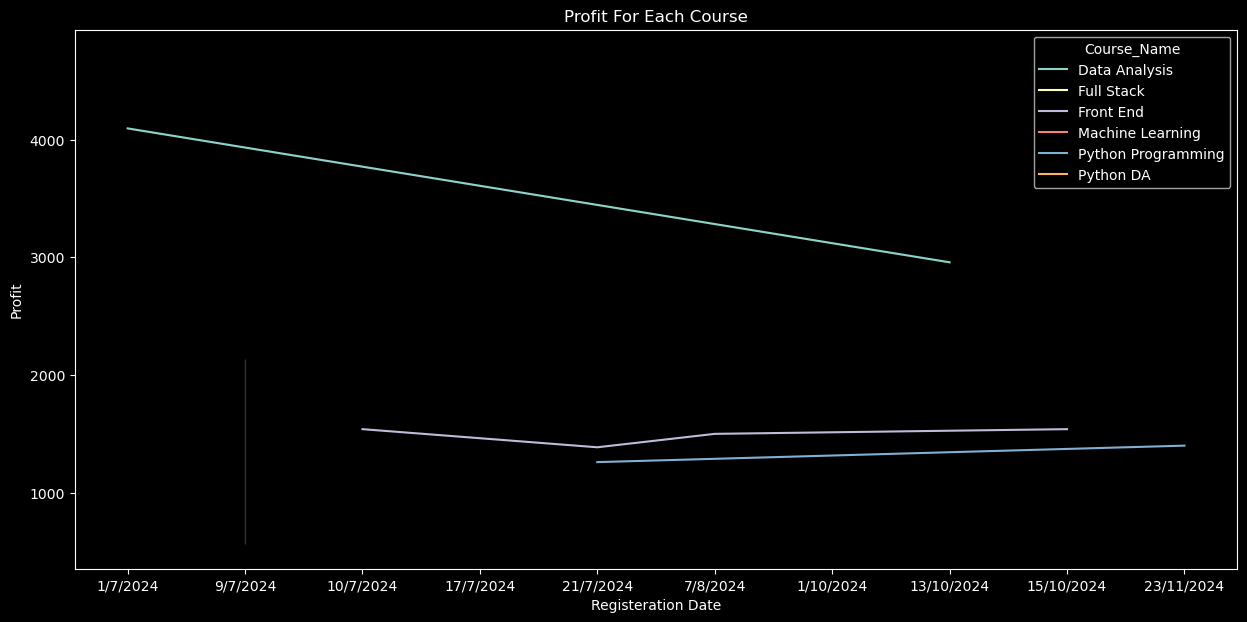 Profit For Each Course
Course_Name
Data Analysis
Full Stack
Front End
Machine Learning
Python Programming
Python DA
4000
3000
2000
1000
Profit
1/7/2024
9/7/2024
10/7/2024
17/7/2024
21/7/2024
7/8/2024
1/10/2024
13/10/2024
15/10/2024
23/11/2024
Registeration Date